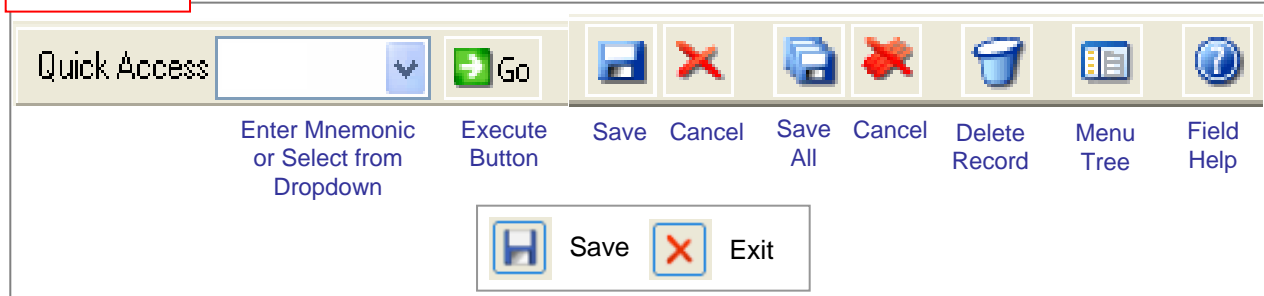 Quick Access Go
Enter Mnemonic
or Select from
Dropdown
Execute
Button
Save
Cancel
Save
All
Cancel
Delete
Record
Menu
Tree
Field
Help
Save Exit